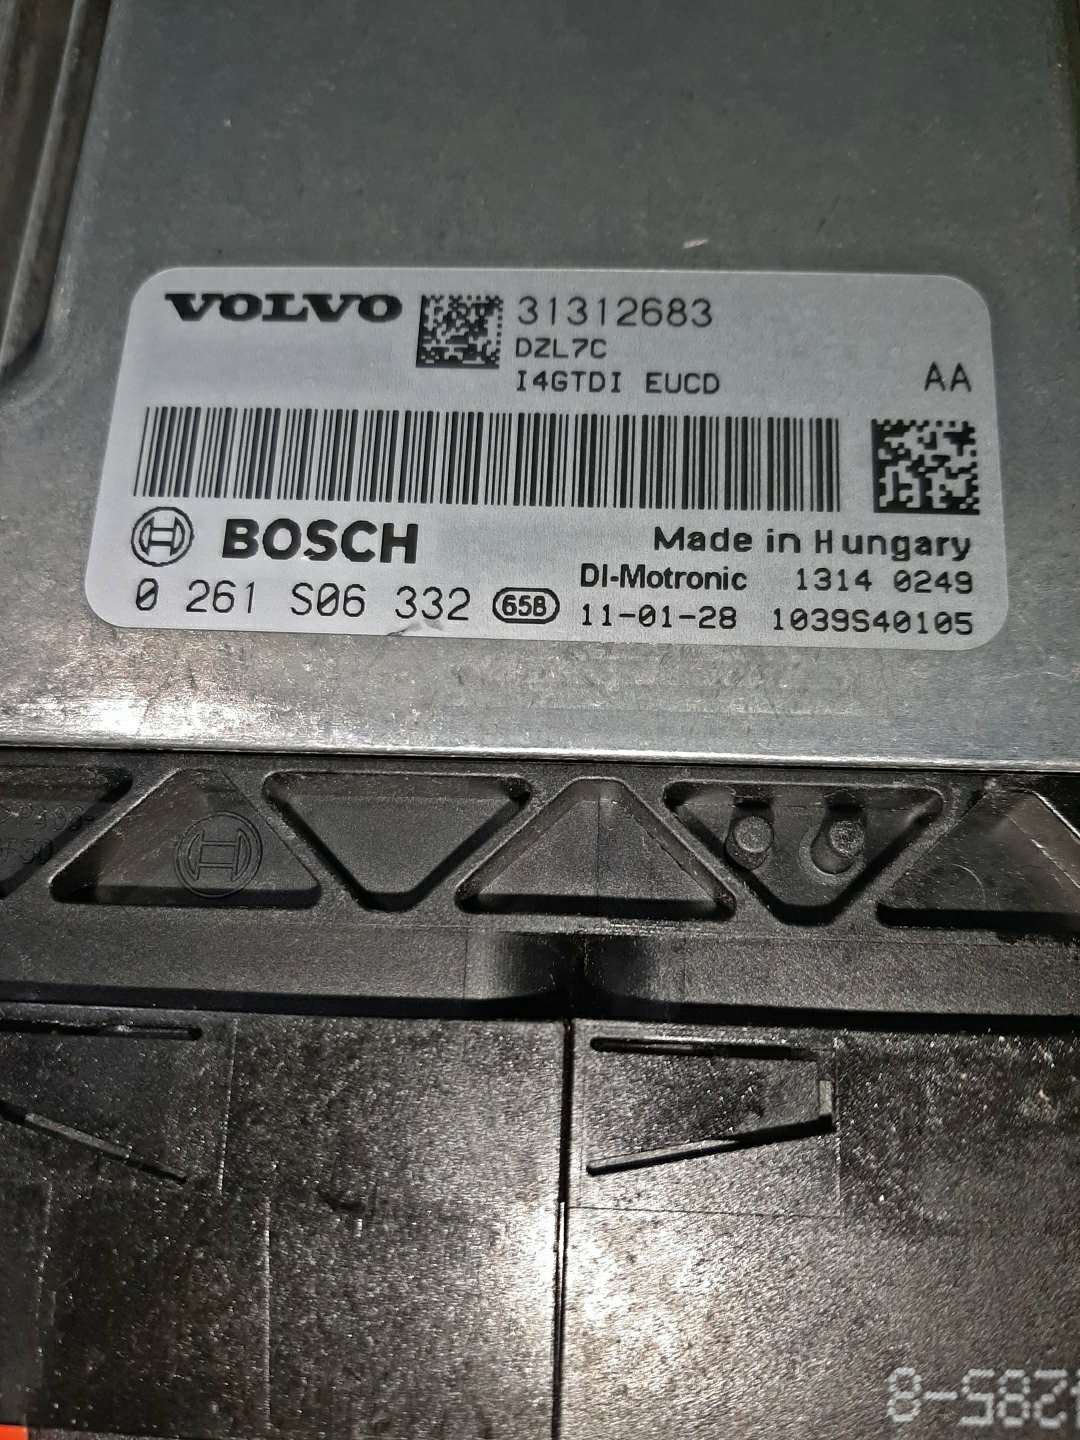 VOLVO 31312683
DZL7C
I4GTDI EUCD AA
BOSCH Made in Hungary
DI-Motronic 1314 0249
0 261 S06 332 658 11-01-28 1039S40105